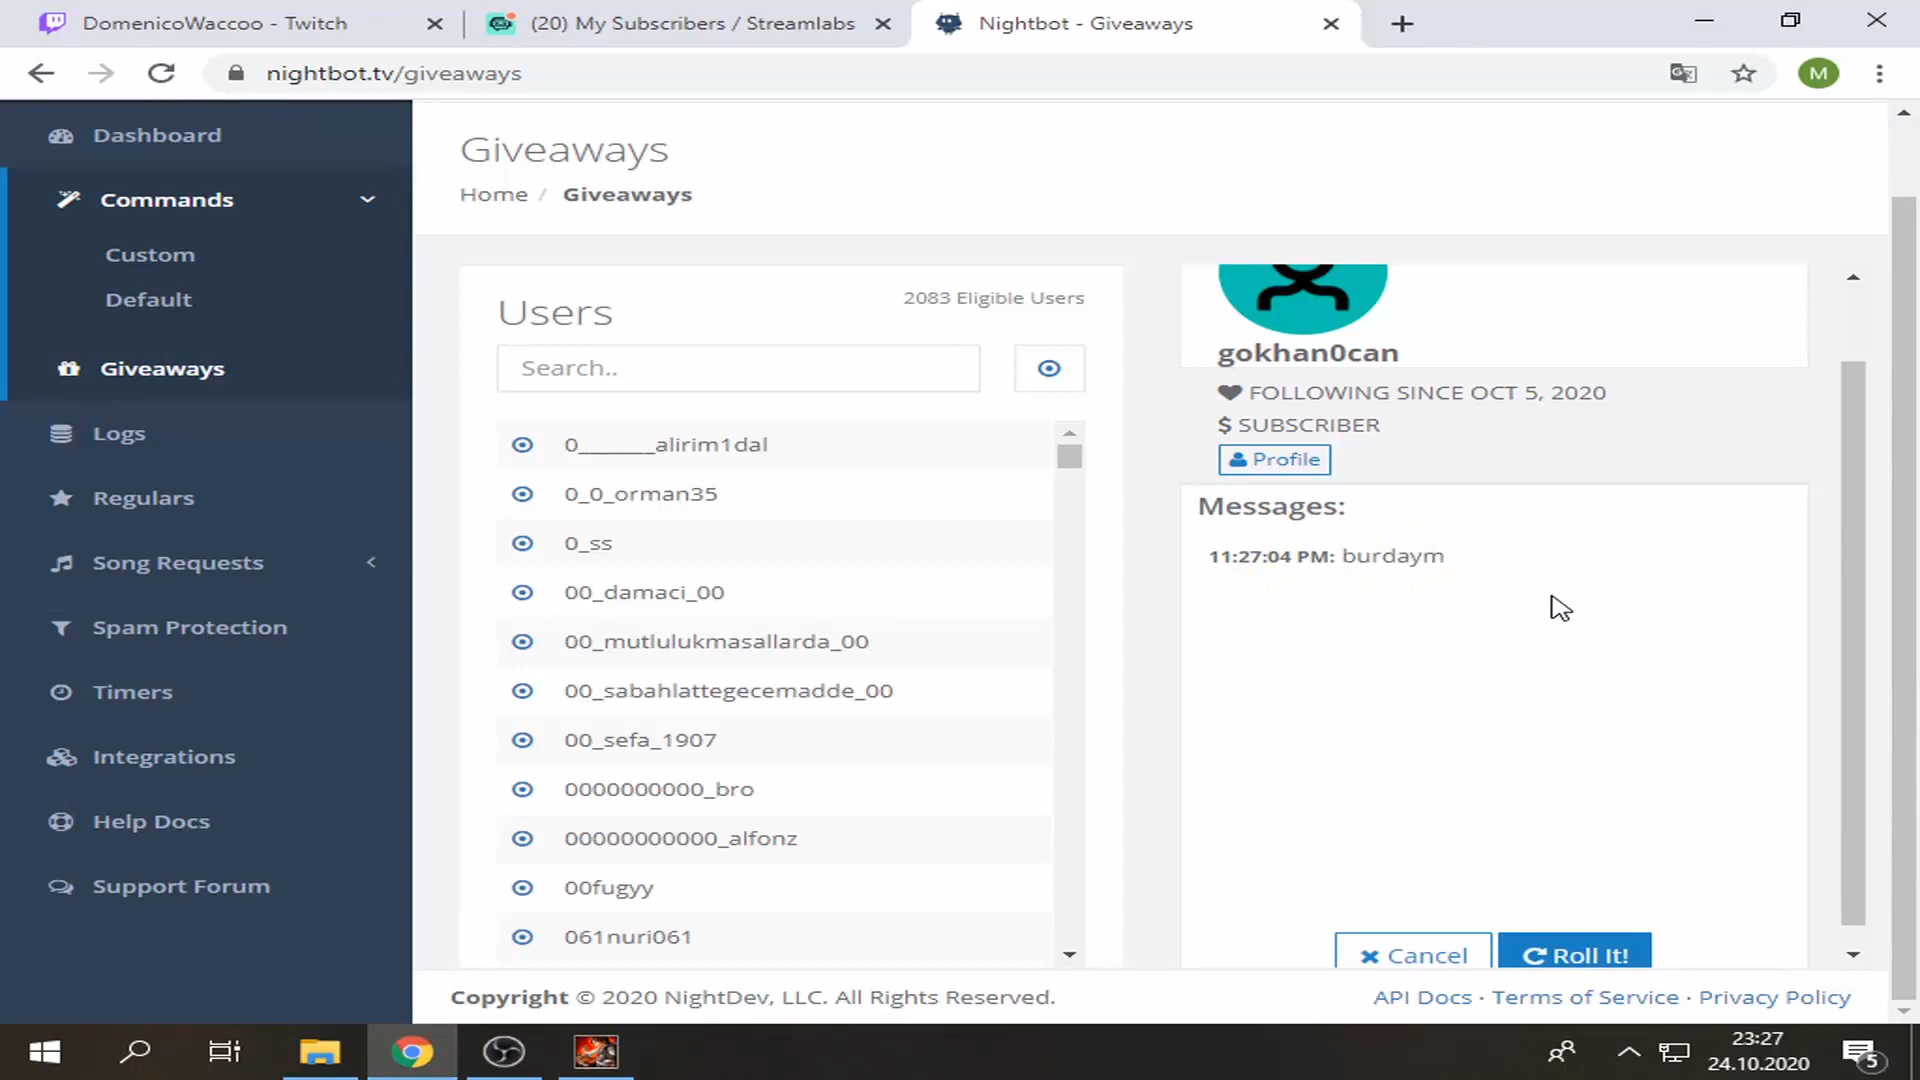 DomenicoWaccoo - Twitch
(20) My Subscribers / Streamlabs
Nightbot - Giveaways
nightbot.tv/giveaways
M
Dashboard
Commands
Custom
Default
Giveaways
Logs
Regulars
Song Requests
Spam Protection
Timers
Integrations
Help Docs
Support Forum
Giveaways
Home / Giveaways
Users
2083 Eligible Users
Search..
0_______alirim1dal
0_0_orman35
0_ss
00_damaci_00
00_mutlulukmasallarda_00
00_sabahlattegecemadde_00
00_sefa_1907
0000000000_bro
00000000000_alfonz
00fugyy
061nuri061
gokhan0can
FOLLOWING SINCE OCT 5, 2020
$ SUBSCRIBER
Profile
Messages:
11:27:04 PM: burdaym
Cancel
Roll It!
Copyright © 2020 NightDev, LLC. All Rights Reserved.
API Docs · Terms of Service · Privacy Policy
23:27
24.10.2020
5